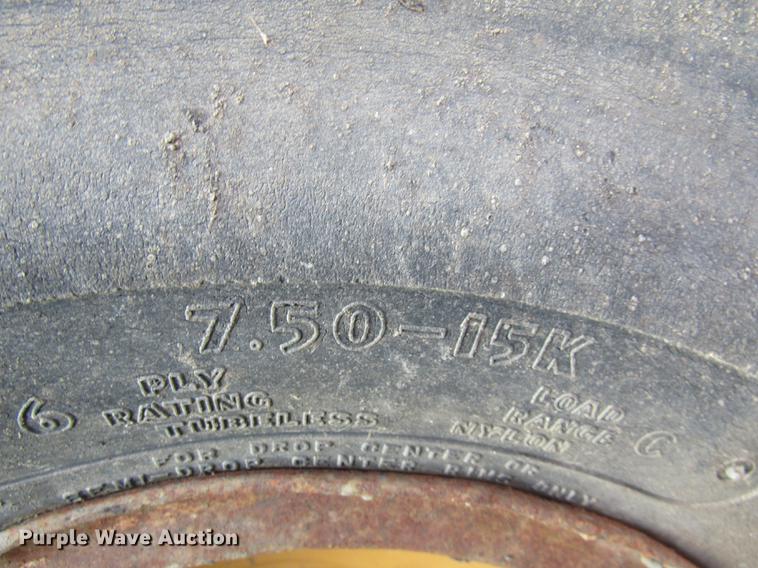 7.50-15K
6 PLY RATING TUBELESS
LOAD RANGE C
NYLON
FOR DROP CENTER OR
SEMI-DROP CENTER RIMS ONLY
Purple Wave Auction